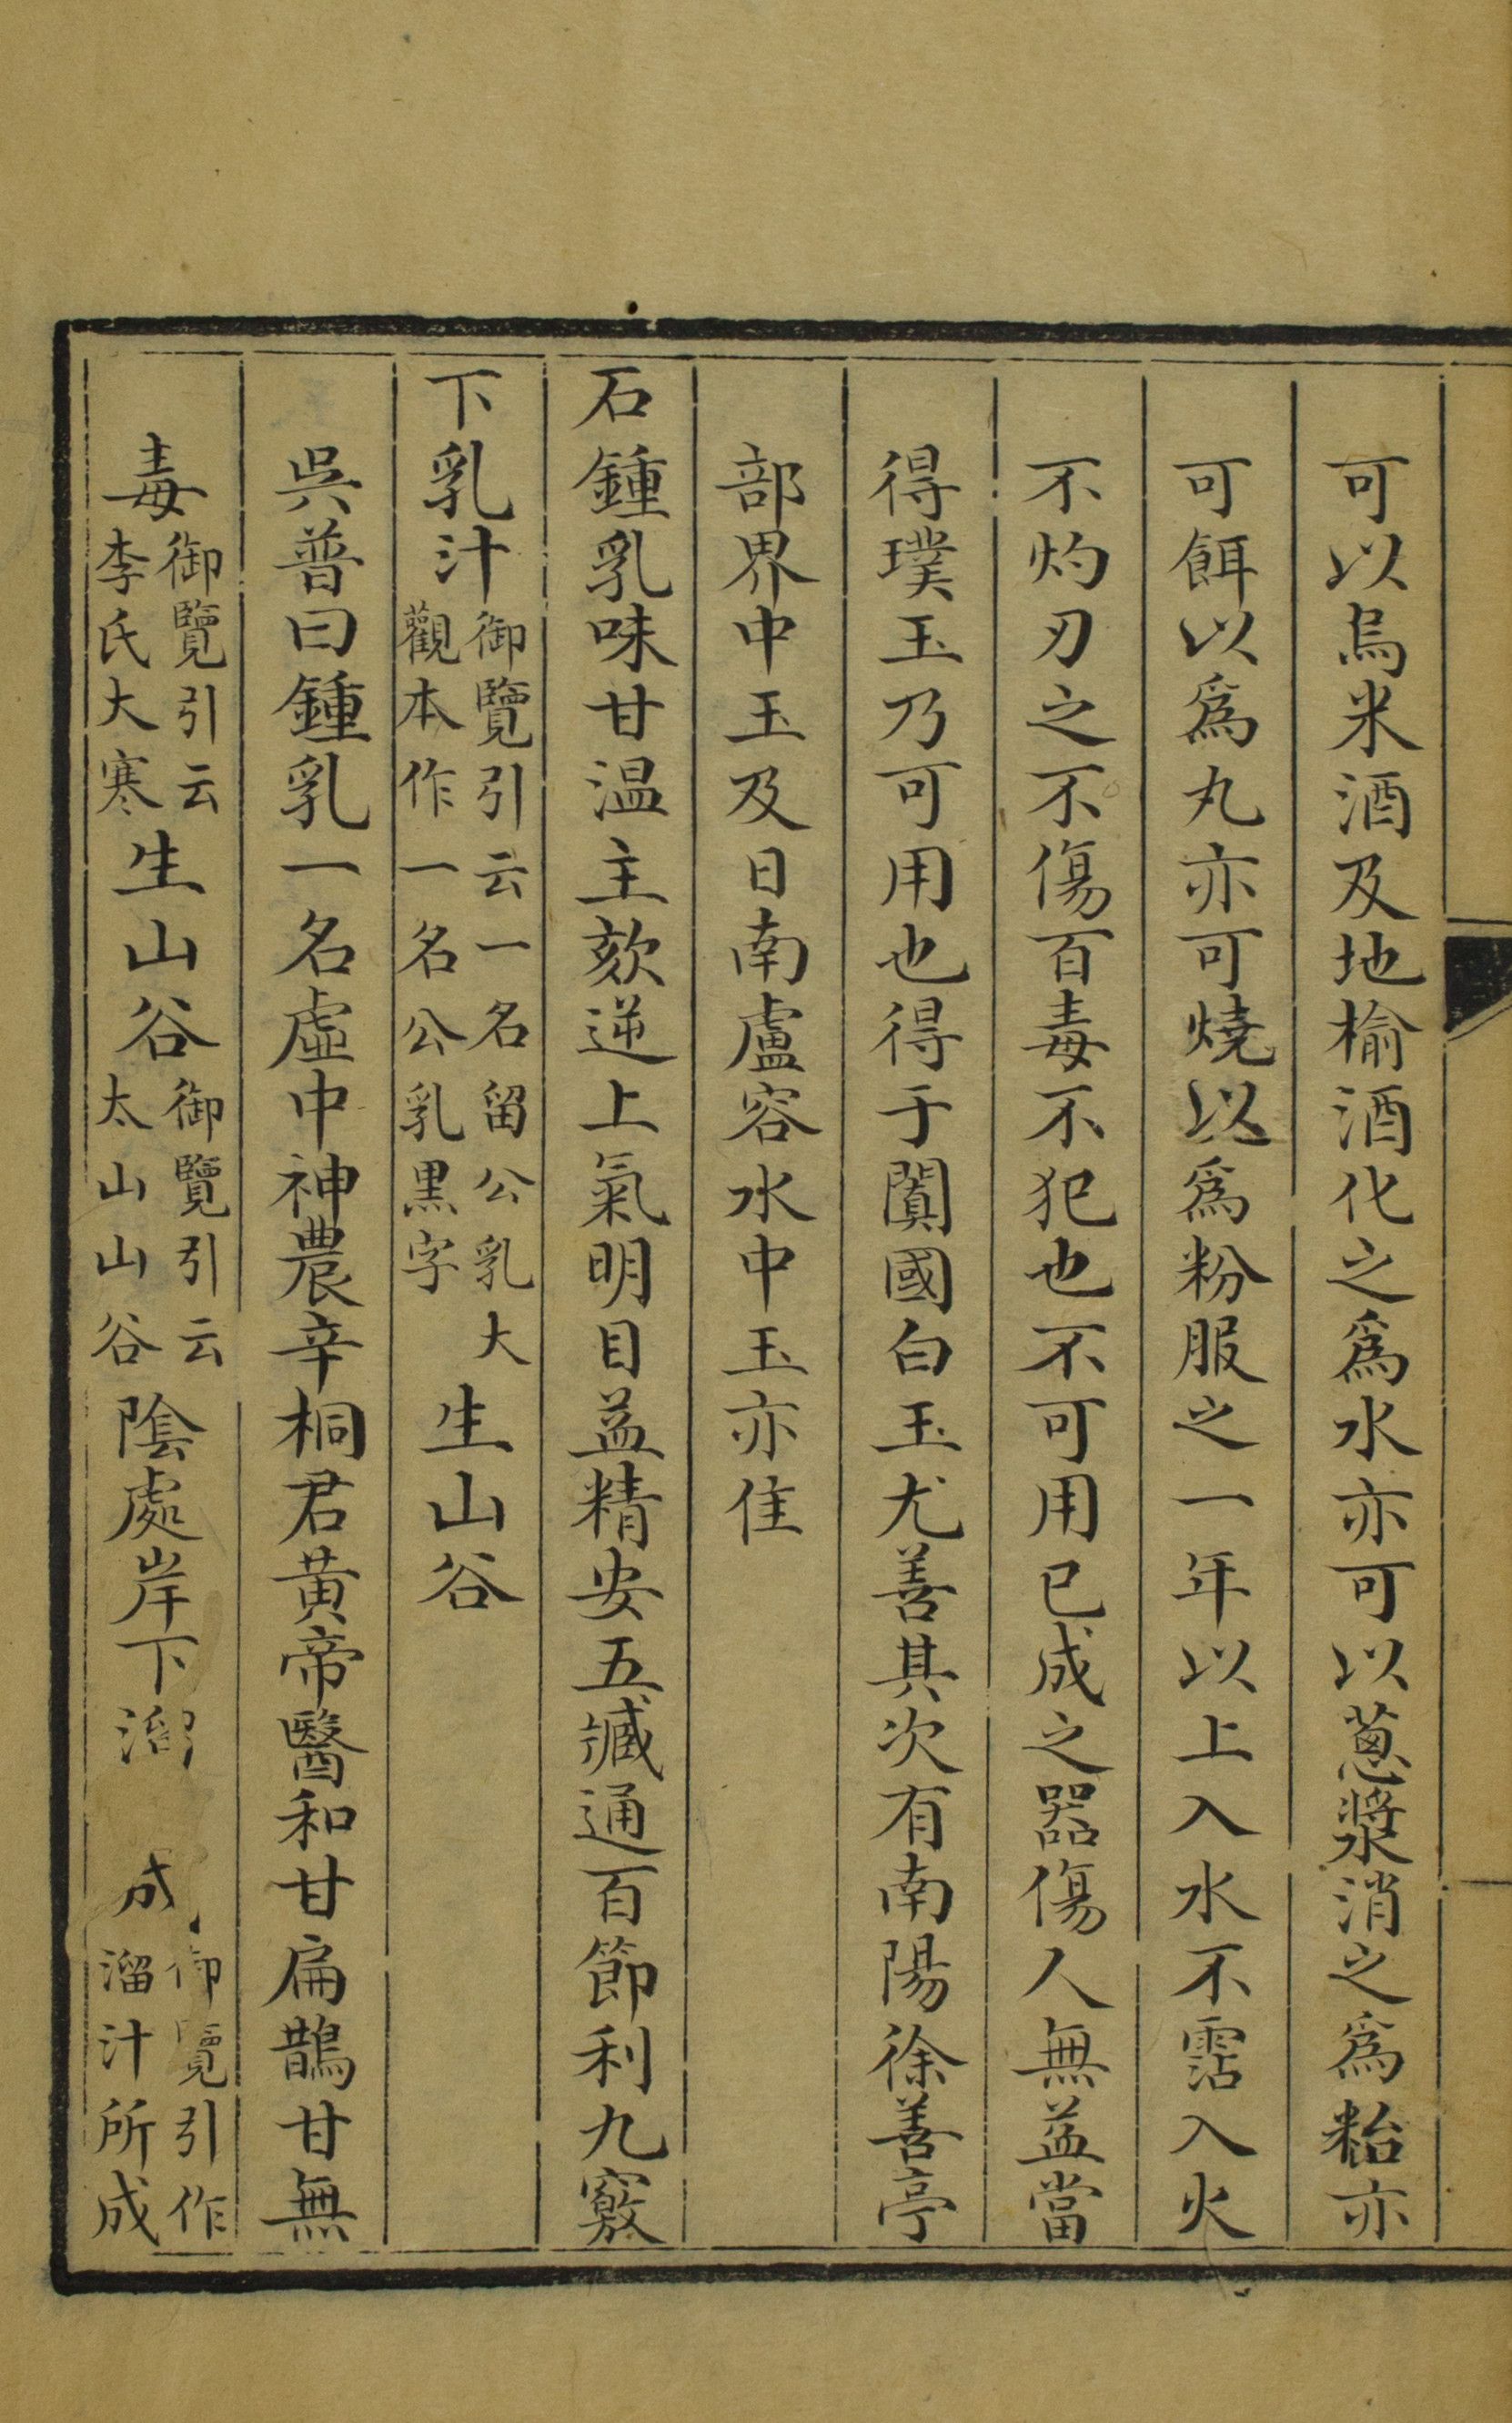 可以烏米酒及地榆酒化之爲水亦可以蔥漿消之爲粭亦
可餌以爲丸亦可燒以爲粉服之一年以上入水不霑入火
不灼刃之不傷百毒不犯也不可用已成之器傷人無益當
得璞玉乃可用也得于闐國白玉尤善其次有南陽徐善亭
部界中玉及日南盧容水中玉亦佳
石鍾乳味甘温主欬逆上氣明目益精安五臧通百節利九竅
下乳汁御覽引云一名留公乳大觀本作一名公乳黑字生山谷
吳普曰鍾乳一名虛中神農辛桐君黃帝醫和甘扁鵲甘無
毒御覽引云李氏大寒生山谷御覽引云太山山谷陰處岸下溜成御覽引作溜汁所成